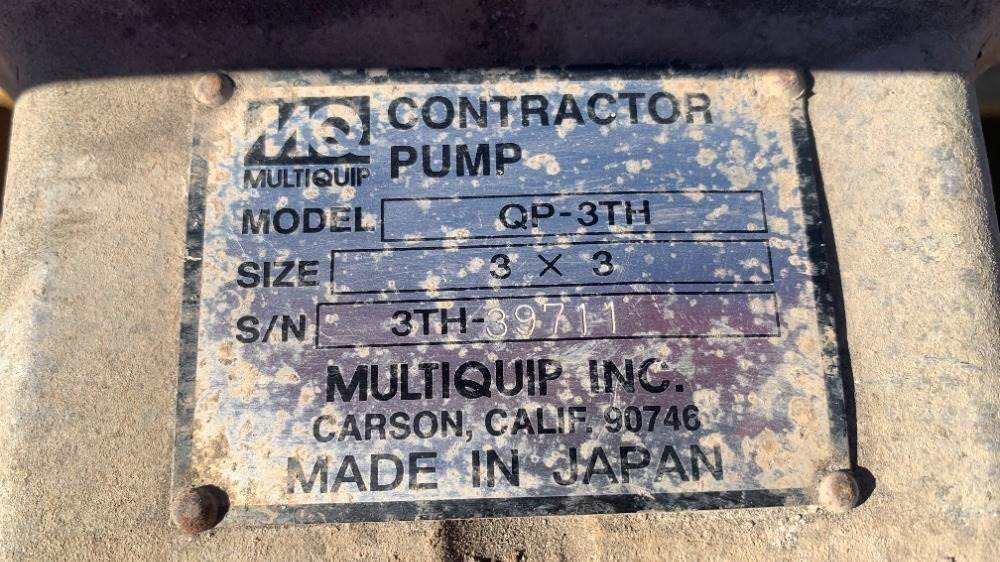 MQ CONTRACTOR
MULTIQUIP PUMP
MODEL QP-3TH
SIZE 3 × 3
S/N 3TH-39711
MULTIQUIP INC.
CARSON, CALIF. 90746
MADE IN JAPAN